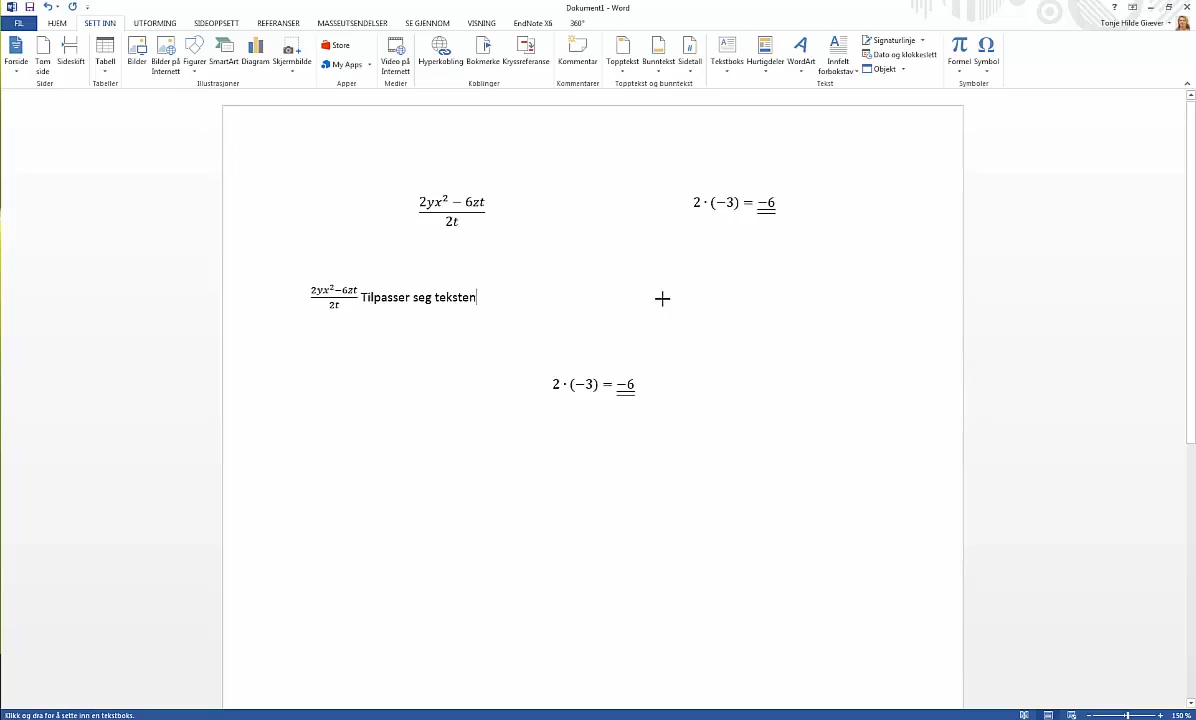 Dokument1 - Word
FIL HJEM SETT INN UTFORMING SIDEOPPSETT REFERANSER MASSEUTSENDELSER SE GJENNOM VISNING EndNote X6 360° Tonje Hilde Giæver
Forside Tom side Sideskift Tabell Bilder Bilder på Internett Figurer SmartArt Diagram Skjermbilde Store My Apps Video på Internett Hyperkobling Bokmerke Kryssreferanse Kommentar Topptekst Bunntekst Sidetall Tekstboks Hurtigdeler WordArt Innfelt forbokstav Signaturlinje Dato og klokkeslett Objekt Formel Symbol
Sider Tabeller Illustrasjoner Apper Medier Koblinger Kommentarer Topptekst og bunntekst Tekst Symboler
2yx² − 6zt
2t
2 · (−3) = −6
2yx²−6zt
2t
Tilpasser seg teksten
2 · (−3) = −6
Klikk og dra for å sette inn en tekstboks. 150 %